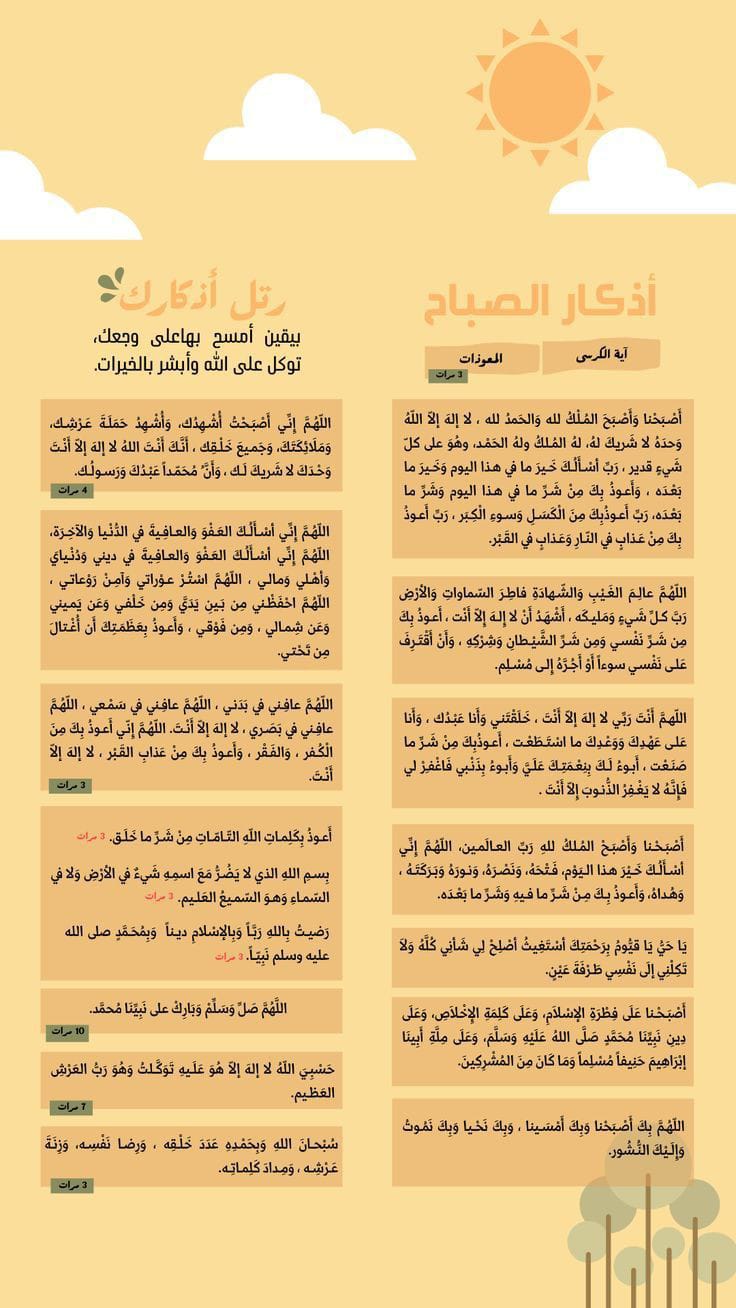 أذكار الصباح
آية الكرسي
المعوذات
3 مرات
أَصْبَحْنا وَأَصْبَحَ المُلْكُ لله وَالحَمدُ لله ، لا إلهَ إلاّ اللّهُ
وَحدَهُ لا شَريكَ لهُ، لهُ المُلكُ ولهُ الحَمْد، وهُوَ على كلّ
شَيءٍ قدير ، رَبِّ أسْأَلُكَ خَيرَ ما في هذا اليوم وَخَيرَ ما
بَعْدَه ، وَأَعوذُ بِكَ مِنْ شَرِّ ما في هذا اليوم وَشَرِّ ما
بَعْدَه، رَبِّ أَعوذُبِكَ مِنَ الْكَسَلِ وَسوءِ الْكِبَر ، رَبِّ أَعوذُ
بِكَ مِنْ عَذابٍ في النّارِ وَعَذابٍ في القَبْر.
اللّهُمَّ عالِمَ الغَيْبِ وَالشّهادَةِ فاطِرَ السّماواتِ وَالأرْضِ
رَبَّ كلِّ شَيءٍ وَمَليكَه ، أَشْهَدُ أَنْ لا إِلهَ إِلاّ أَنْت ، أَعوذُ بِكَ
مِن شَرِّ نَفْسي وَمِن شَرِّ الشَّيْطانِ وَشِرْكِهِ ، وَأَنْ أَقْتَرِفَ
عَلى نَفْسي سوءاً أَوْ أَجُرَّهُ إِلى مُسْلِم.
اللّهمَّ أَنْتَ رَبِّي لا إلهَ إلاّ أَنْتَ ، خَلَقْتَني وَأَنا عَبْدُك ، وَأَنا
عَلى عَهْدِكَ وَوَعْدِكَ ما اسْتَطَعْت ، أَعوذُبِكَ مِنْ شَرِّ ما
صَنَعْت ، أَبوءُ لَكَ بِنِعْمَتِكَ عَلَيَّ وَأَبوءُ بِذَنْبي فَاغْفِرْ لي
فَإِنَّهُ لا يَغْفِرُ الذُّنوبَ إِلاّ أَنْتَ .
أَصْبَحْنا وَأَصْبَحْ المُلكُ للهِ رَبِّ العالَمين، اللّهُمَّ إِنِّي
أسْأَلُكَ خَيْرَ هذا اليَوْم، فَتْحَهُ، وَنَصْرَهُ، وَنورَهُ وَبَرَكَتَهُ ،
وَهُداهُ، وَأَعوذُ بِكَ مِنْ شَرِّ ما فيهِ وَشَرِّ ما بَعْدَه.
يَا حَيُّ يَا قيُّومُ بِرَحْمَتِكَ أَسْتَغِيثُ أَصْلِحْ لِي شَأنِي كُلَّهُ وَلاَ
تَكِلْنِي إلَى نَفْسِي طَرْفَةَ عَيْنٍ.
أَصْبَحْنا عَلَى فِطْرَةِ الإسْلاَمِ، وَعَلَى كَلِمَةِ الإِخْلاَصِ، وَعَلَى
دِينِ نَبِيِّنَا مُحَمَّدٍ صَلَّى اللهُ عَلَيْهِ وَسَلَّمَ، وَعَلَى مِلَّةِ أَبِينَا
إبْرَاهِيمَ حَنِيفاً مُسْلِماً وَمَا كَانَ مِنَ المُشْرِكِينَ.
اللّهُمَّ بِكَ أَصْبَحْنا وَبِكَ أَمْسَينا ، وَبِكَ نَحْيا وَبِكَ نَمُوتُ
وَإِلَيْكَ النُّشُور.
رتل أذكارك
بيقين أمسح بهاعلى وجعك،
توكل على الله وأبشر بالخيرات.
اللّهُمَّ إِنِّي أَصْبَحْتُ أُشْهِدُك، وَأُشْهِدُ حَمَلَةَ عَرْشِك،
وَمَلَائِكَتَكَ، وَجَميعَ خَلْقِك ، أَنَّكَ أَنْتَ اللهُ لا إلهَ إلاّ أَنْتَ
وَحْدَكَ لا شَريكَ لَك ، وَأَنَّ مُحَمّداً عَبْدُكَ وَرَسولُك.
4 مرات
اللّهُمَّ إِنِّي أسْأَلُكَ العَفْوَ وَالعافِيةَ في الدُّنْيا وَالآخِرَة،
اللّهُمَّ إِنِّي أسْأَلُكَ العَفْوَ وَالعافِيةَ في ديني وَدُنْيايَ
وَأهْلي وَمالي ، اللّهُمَّ اسْتُرْ عوْراتي وَآمِنْ رَوْعاتي ،
اللّهُمَّ احْفَظْني مِن بَينِ يَدَيَّ وَمِن خَلْفي وَعَن يَميني
وَعَن شِمالي ، وَمِن فَوْقي ، وَأَعوذُ بِعَظَمَتِكَ أَن أُغْتالَ
مِن تَحْتي.
اللّهُمَّ عافِني في بَدَني ، اللّهُمَّ عافِني في سَمْعي ، اللّهُمَّ
عافِني في بَصَري ، لا إلهَ إلاّ أَنْتَ. اللّهُمَّ إِنّي أَعوذُ بِكَ مِنَ
الْكُفر ، وَالفَقْر ، وَأَعوذُ بِكَ مِنْ عَذابِ القَبْر ، لا إلهَ إلاّ
أَنْتَ.
3 مرات
أَعوذُ بِكَلِماتِ اللّهِ التّامّاتِ مِنْ شَرِّ ما خَلَق. 3 مرات
بِسمِ اللهِ الذي لا يَضُرُّ مَعَ اسمِهِ شَيءٌ في الأرْضِ وَلا في
السّماءِ وَهوَ السّميعُ العَليم. 3 مرات
رَضيتُ بِاللهِ رَبَّاً وَبِالإسْلامِ ديناً وَبِمُحَمَّدٍ صلى الله
عليه وسلم نَبِيّاً. 3 مرات
اللَّهُمَّ صَلِّ وَسَلِّمْ وَبَارِكْ على نَبِيِّنَا مُحمَّد.
10 مرات
حَسْبِيَ اللّهُ لا إلهَ إلاّ هُوَ عَلَيهِ تَوَكَّلتُ وَهُوَ رَبُّ العَرْشِ
العَظيم.
7 مرات
سُبْحانَ اللهِ وَبِحَمْدِهِ عَدَدَ خَلْقِه ، وَرِضا نَفْسِه، وَزِنَةَ
عَرْشِه ، وَمِدادَ كَلِماتِه.
3 مرات